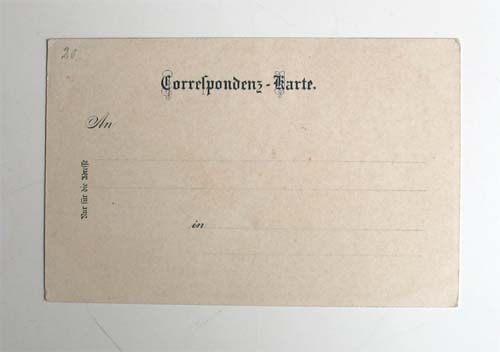 20.
Correspondenz-Karte.
An
Nur für die Adresse
in